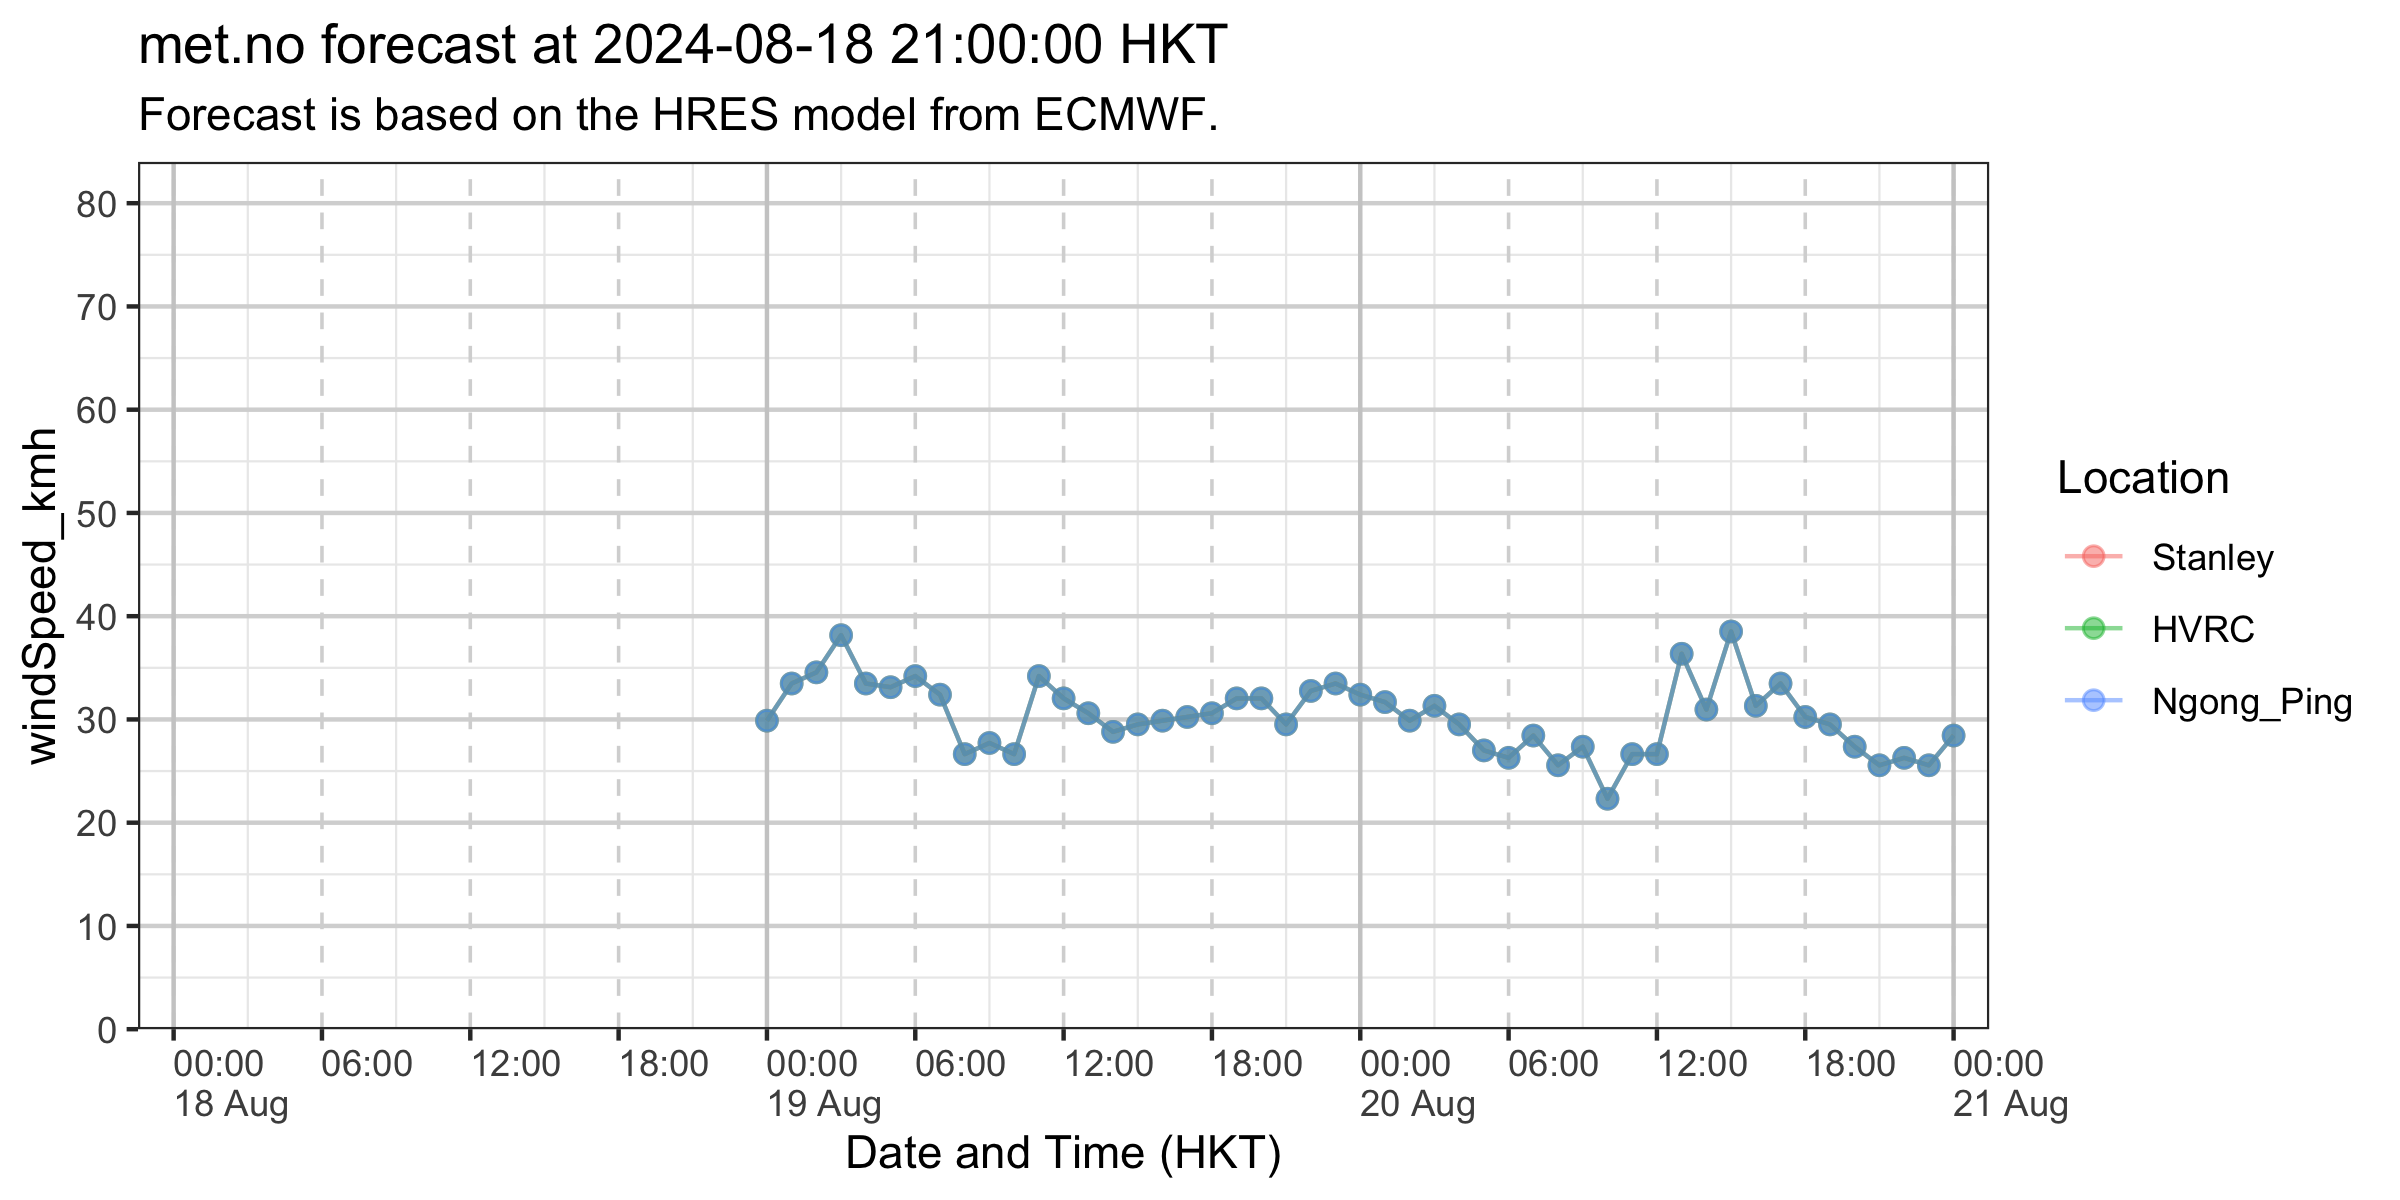 met.no forecast at 2024-08-18 21:00:00 HKT
Forecast is based on the HRES model from ECMWF.
windSpeed_kmh
80
70
60
50
40
30
20
10
0
00:00 06:00 12:00 18:00 00:00 06:00 12:00 18:00 00:00 06:00 12:00 18:00 00:00
18 Aug 19 Aug 20 Aug 21 Aug
Date and Time (HKT)
Location
Stanley
HVRC
Ngong_Ping